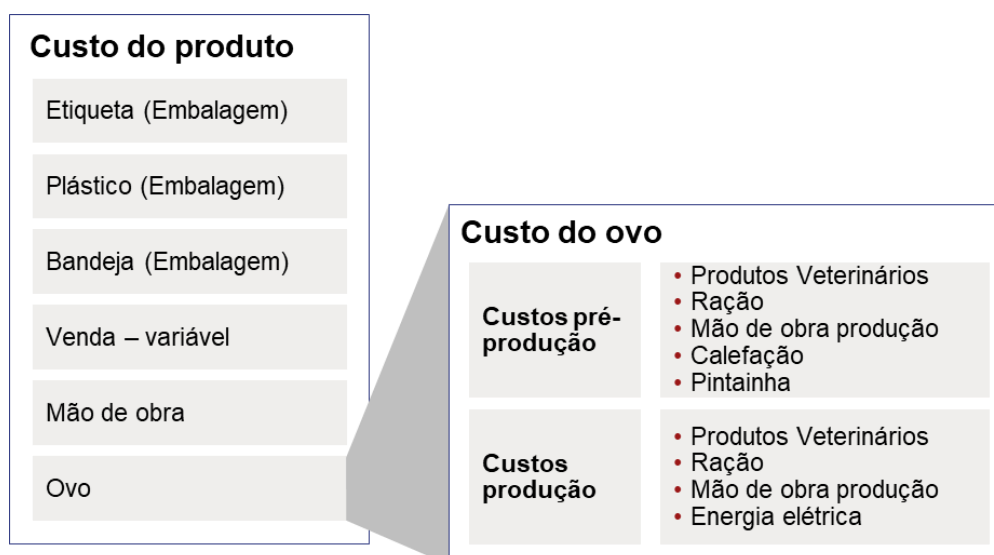 Custo do produto
Etiqueta (Embalagem)
Plástico (Embalagem)
Bandeja (Embalagem)
Venda – variável
Mão de obra
Ovo
Custo do ovo
Custos pré-
produção
• Produtos Veterinários
• Ração
• Mão de obra produção
• Calefação
• Pintainha
Custos
produção
• Produtos Veterinários
• Ração
• Mão de obra produção
• Energia elétrica